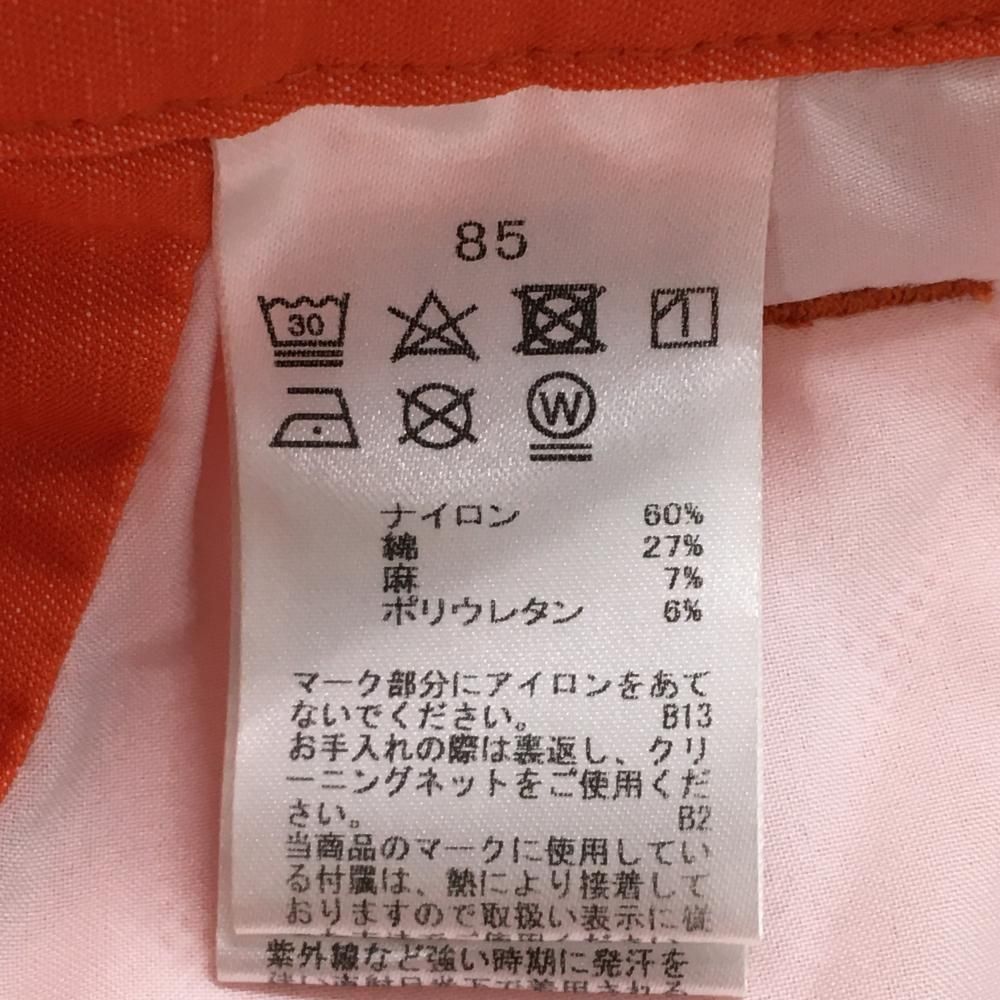 85
30
W
ナイロン 60%
綿 27%
麻 7%
ポリウレタン 6%
マーク部分にアイロンをあて
ないでください。 B13
お手入れの際は裏返し、クリ
ーニングネットをご使用くだ
さい。 B2
当商品のマークに使用してい
る付属は、熱により接着して
おりますので取扱い表示に従
紫外線など強い時期に発汗を